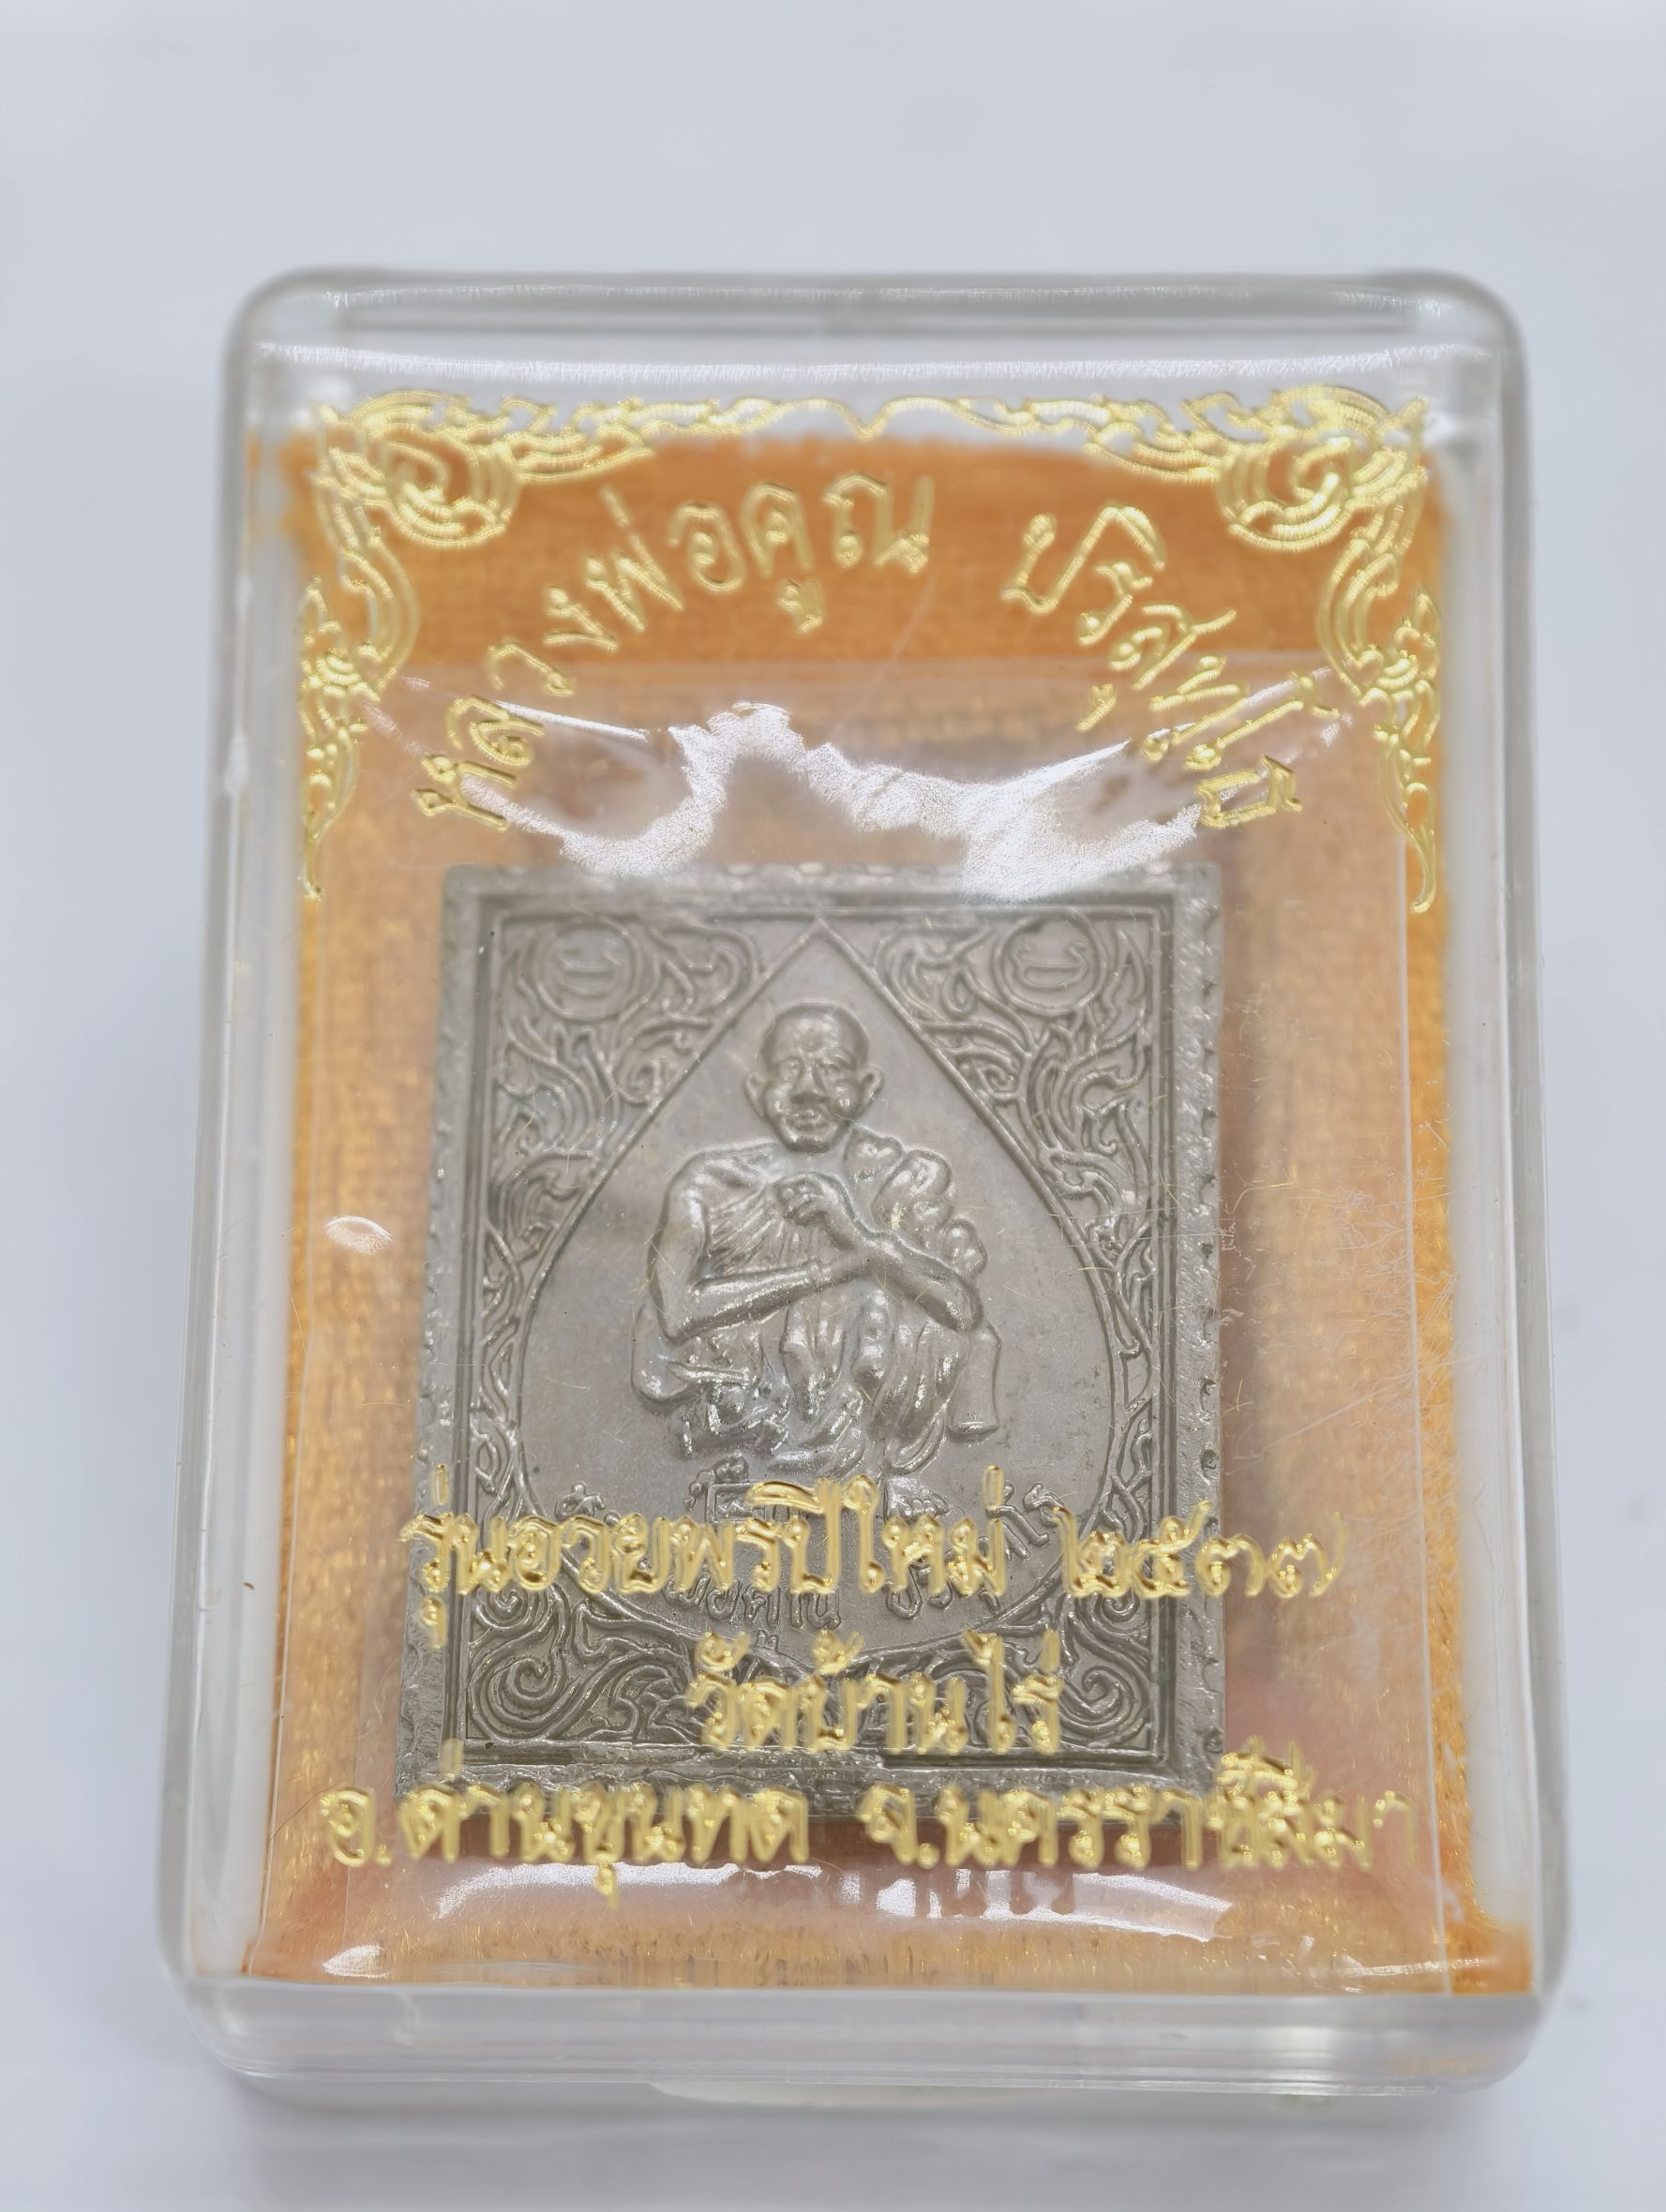 หลวงพ่อคูณ ปริสุทโธ
รุ่นอวยพรปีใหม่ ๒๕๓๗
วัดบ้านไร่
อ.ด่านขุนทด จ.นครราชสีมา